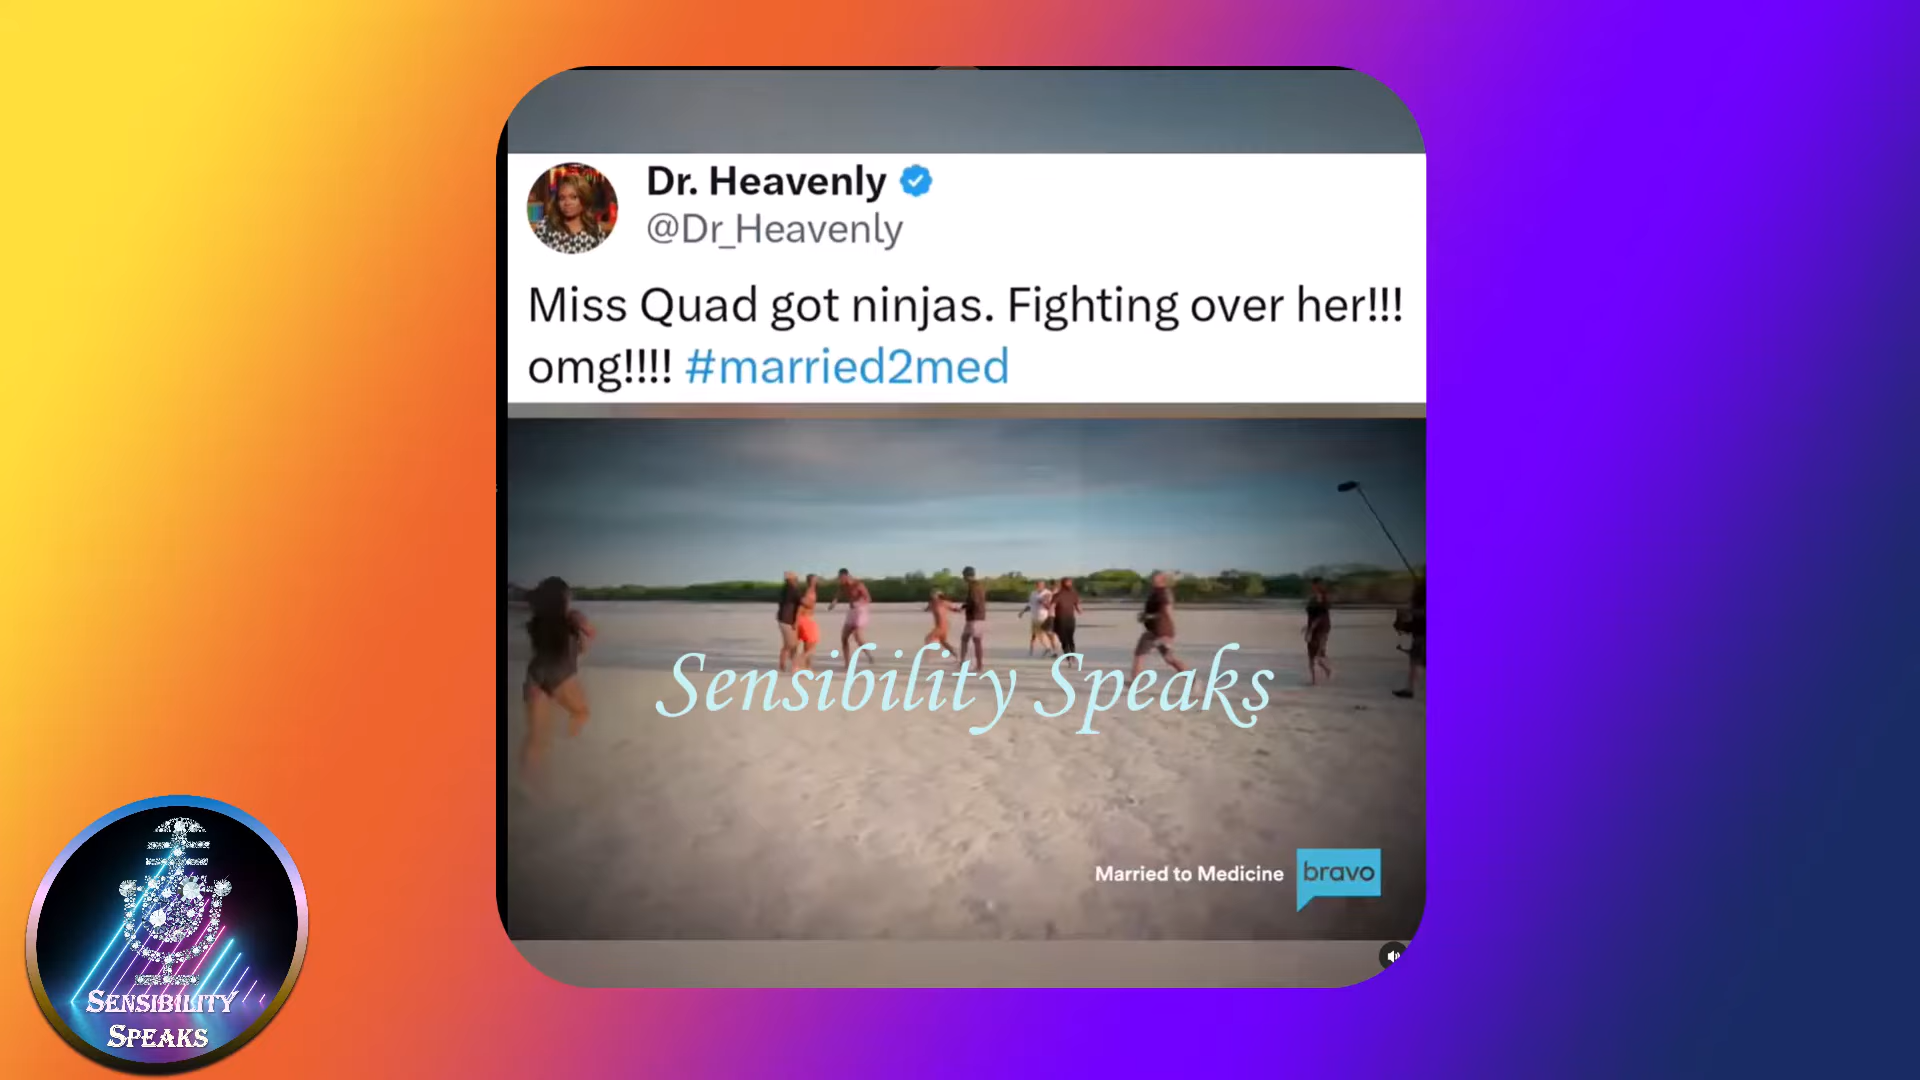 Dr. Heavenly
@Dr_Heavenly
Miss Quad got ninjas. Fighting over her!!!
omg!!!! #married2med
Sensibility Speaks
Married to Medicine bravo
SENSIBILITY
SPEAKS